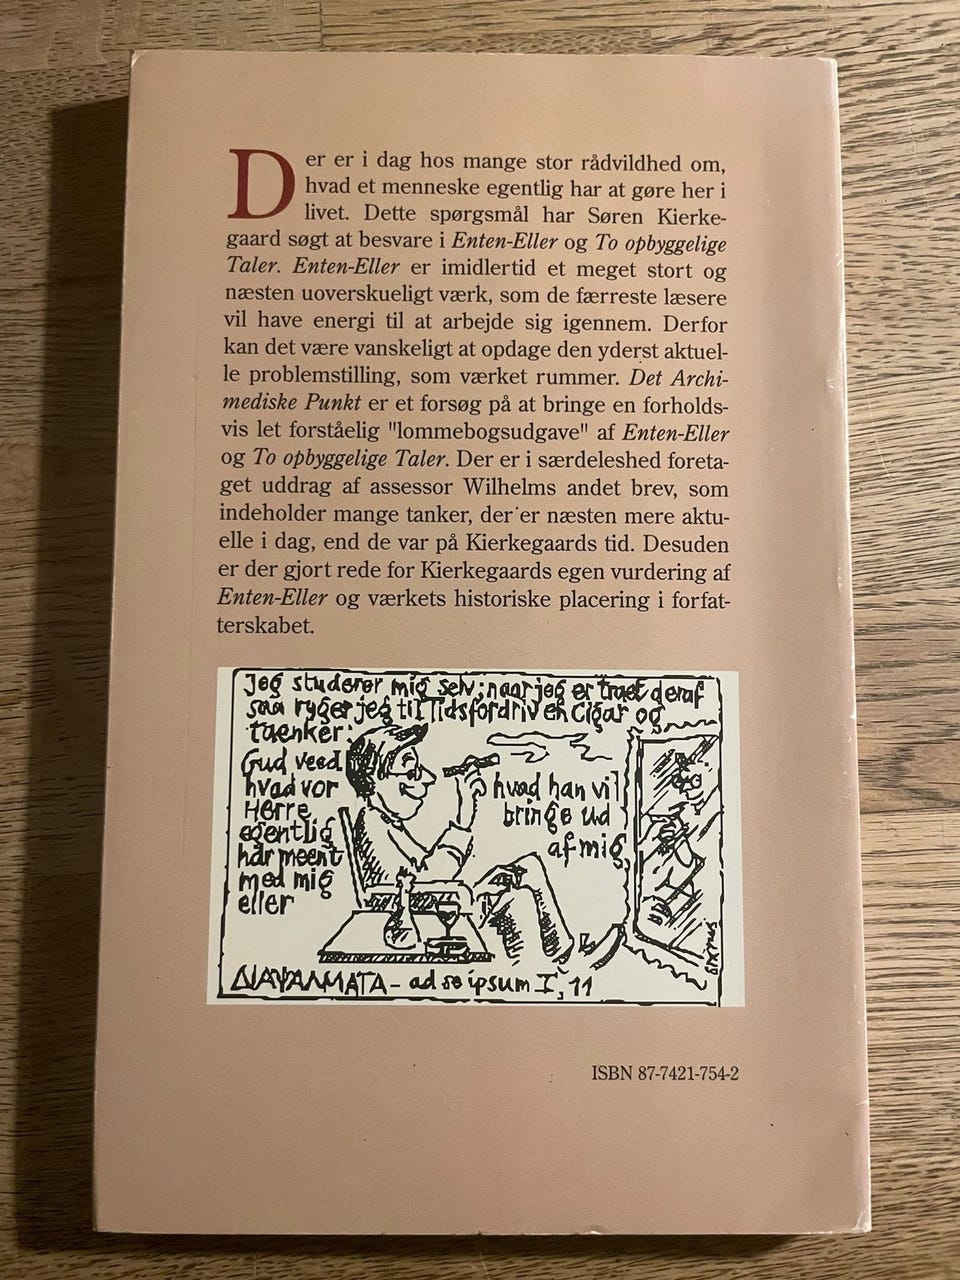 Der er i dag hos mange stor rådvildhed om,
hvad et menneske egentlig har at gøre her i
livet. Dette spørgsmål har Søren Kierke-
gaard søgt at besvare i Enten-Eller og To opbyggelige
Taler. Enten-Eller er imidlertid et meget stort og
næsten uoverskueligt værk, som de færreste læsere
vil have energi til at arbejde sig igennem. Derfor
kan det være vanskeligt at opdage den yderst aktuel-
le problemstilling, som værket rummer. Det Archi-
mediske Punkt er et forsøg på at bringe en forholds-
vis let forståelig "lommebogsudgave" af Enten-Eller
og To opbyggelige Taler. Der er i særdeleshed foreta-
get uddrag af assessor Wilhelms andet brev, som
indeholder mange tanker, der er næsten mere aktu-
elle i dag, end de var på Kierkegaards tid. Desuden
er der gjort rede for Kierkegaards egen vurdering af
Enten-Eller og værkets historiske placering i forfat-
terskabet.
Jeg studerer mig selv; naar jeg er træt deraf
saa ryger jeg til Tidsfordriv en Cigar og
tænker:
Gud veed
hvad vor
Herre
egentlig
har meent
med mig
eller
hvad han vil
bringe ud
af mig
- ad se ipsum I, 11
ISBN 87-7421-754-2